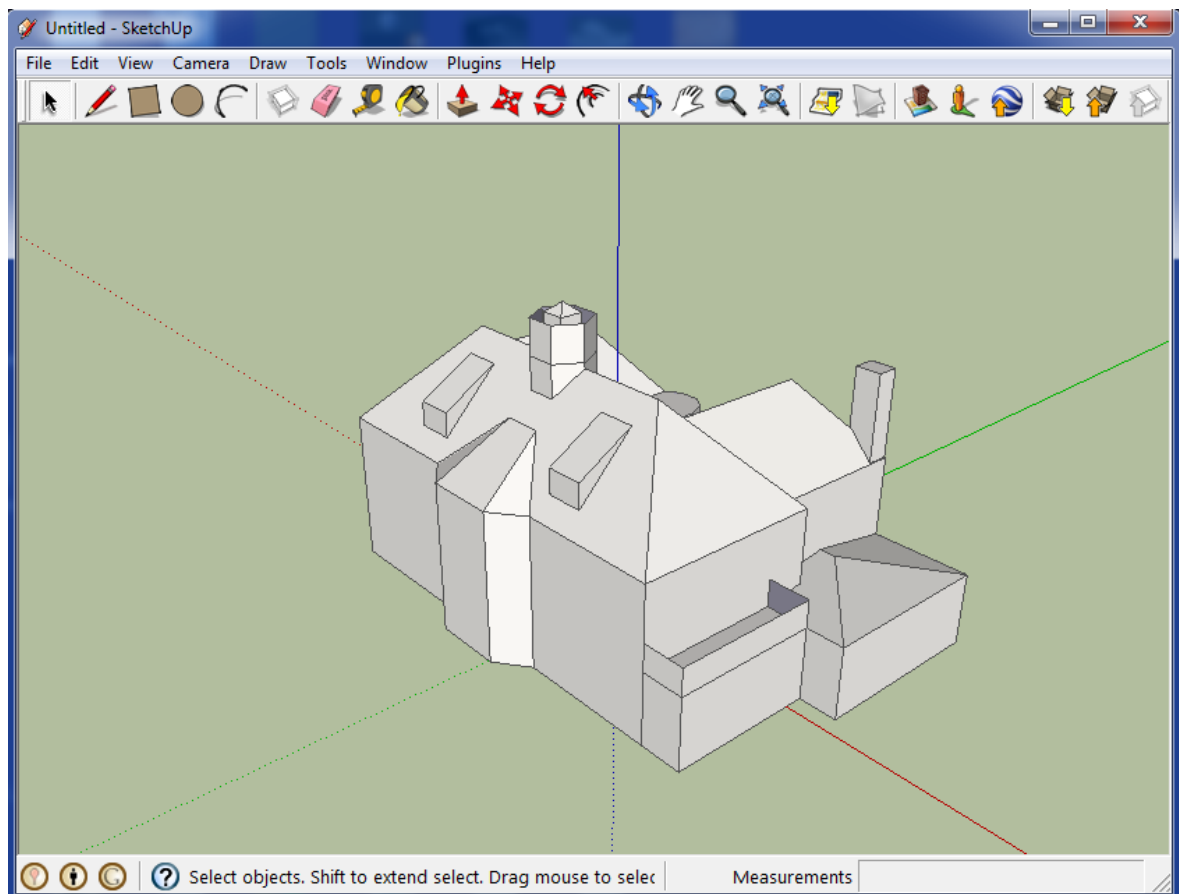 Untitled - SketchUp
File Edit View Camera Draw Tools Window Plugins Help
Select objects. Shift to extend select. Drag mouse to selec Measurements